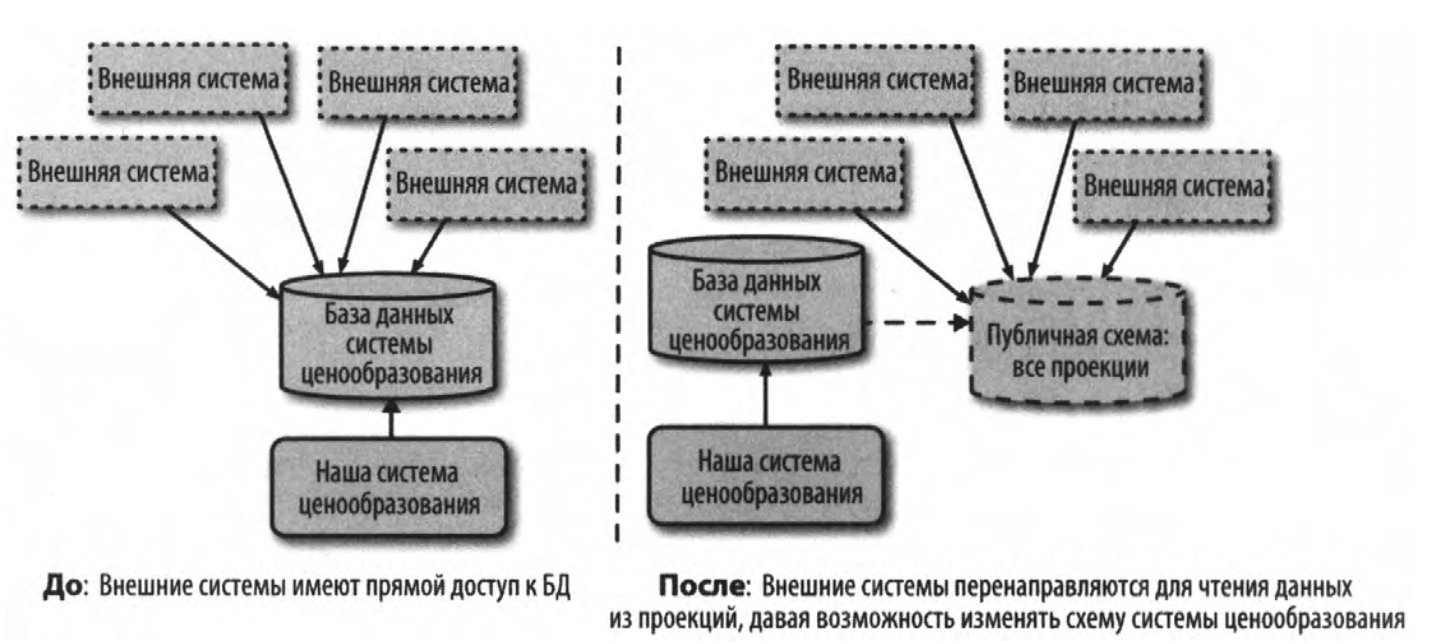 Внешняя система
Внешняя система
Внешняя система
Внешняя система
База данных
системы
ценообразования
Наша система
ценообразования
До: Внешние системы имеют прямой доступ к БД
Внешняя система
Внешняя система
Внешняя система
Внешняя система
База данных
системы
ценообразования
Публичная схема:
все проекции
Наша система
ценообразования
После: Внешние системы перенаправляются для чтения данных
из проекций, давая возможность изменять схему системы ценообразования